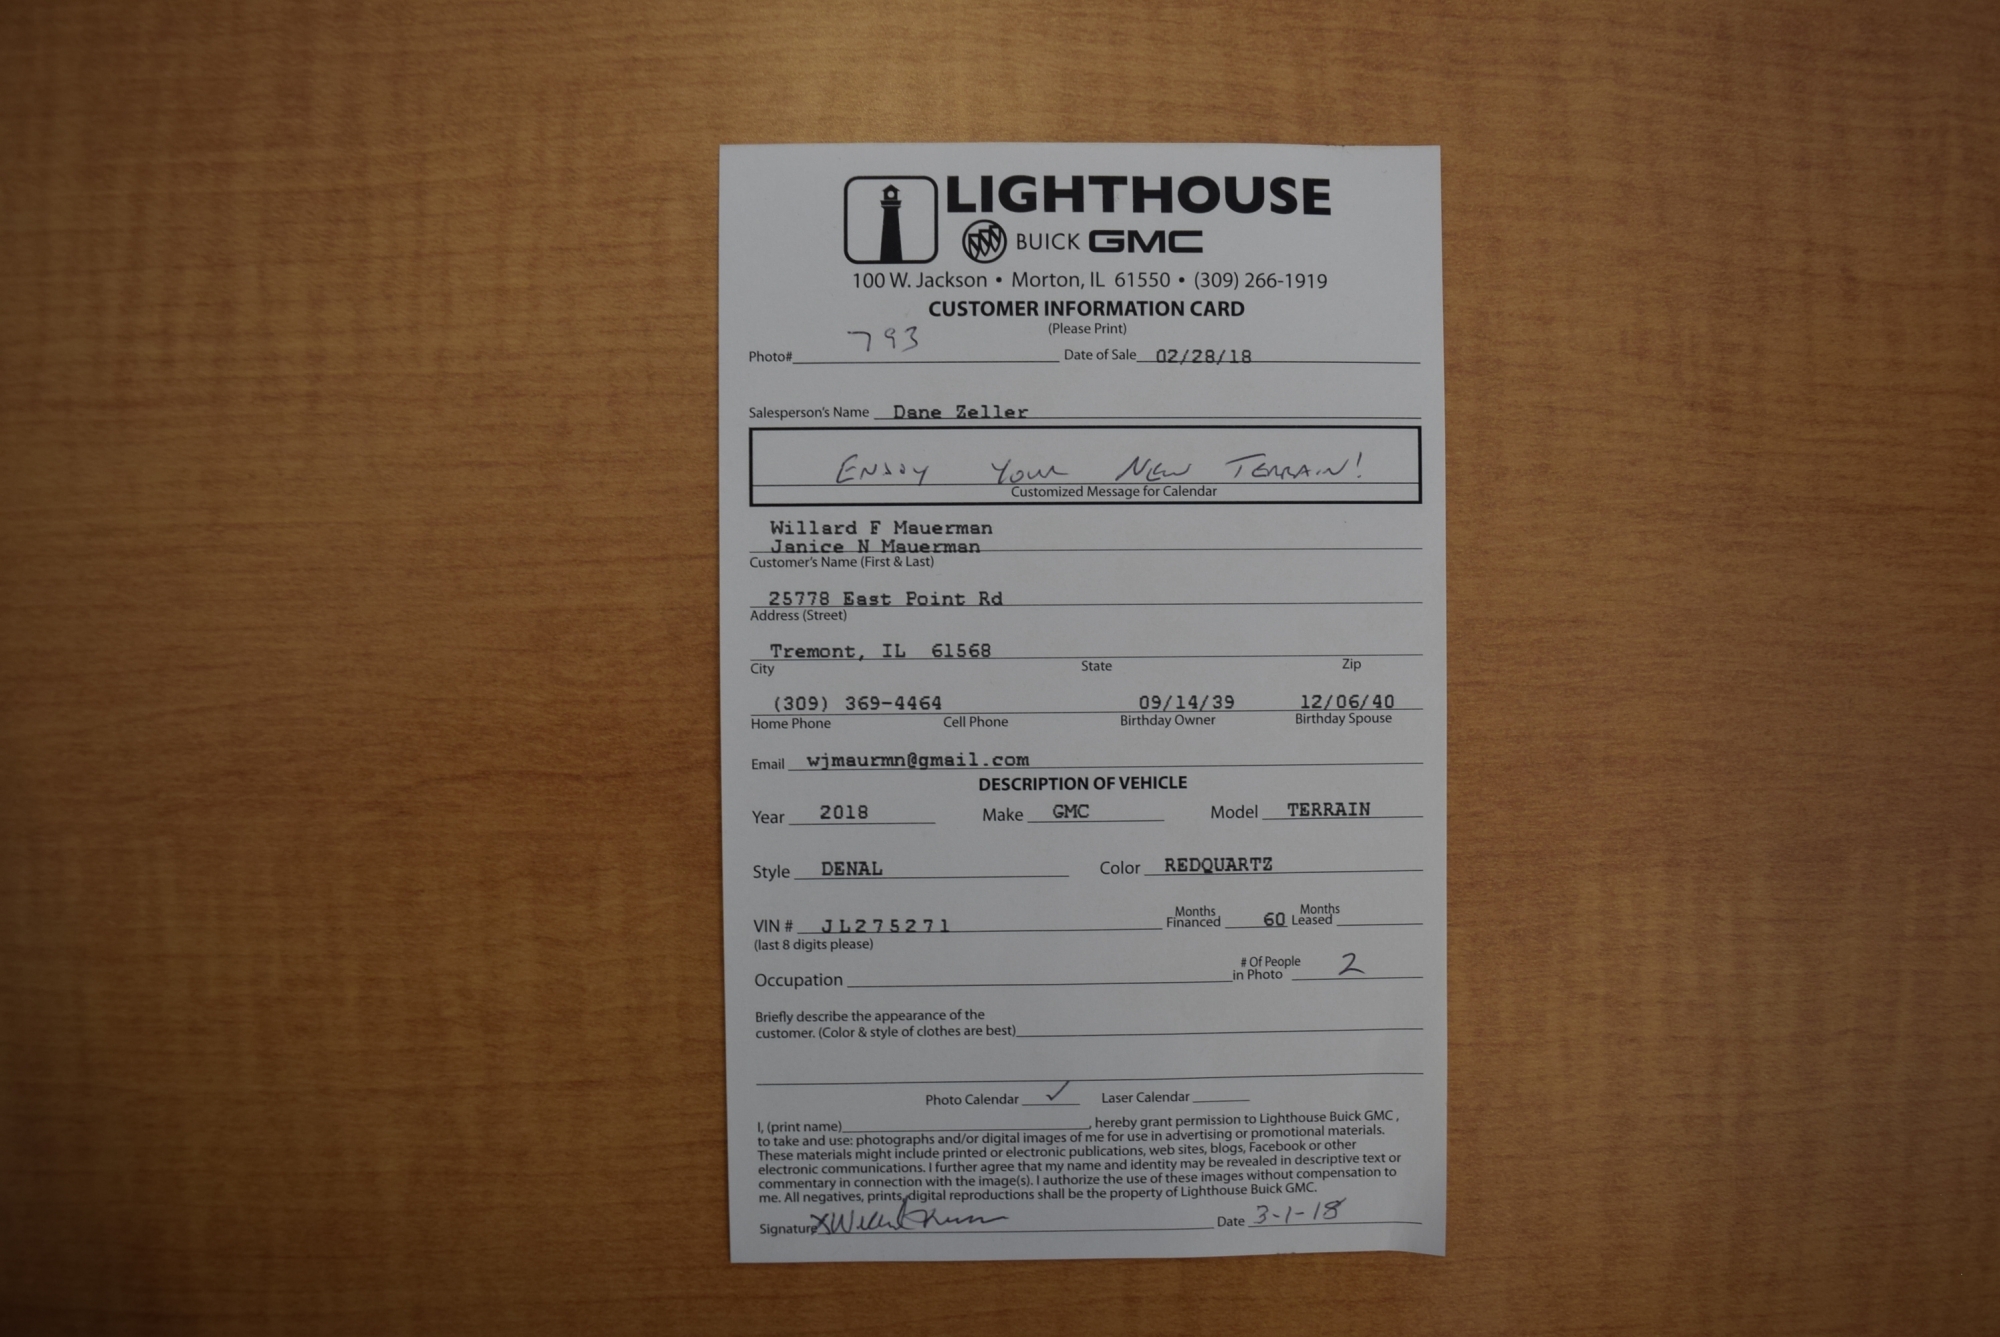 LIGHTHOUSE
BUICK GMC
100 W. Jackson • Morton, IL 61550 • (309) 266-1919
CUSTOMER INFORMATION CARD
(Please Print)
Photo# 793 Date of Sale 02/28/18
Salesperson's Name Dane Zeller
ENJOY YOUR NEW TERRAIN!
Customized Message for Calendar
Willard F Mauerman
Janice N Mauerman
Customer's Name (First & Last)
25778 East Point Rd
Address (Street)
Tremont, IL 61568
City State Zip
(309) 369-4464 09/14/39 12/06/40
Home Phone Cell Phone Birthday Owner Birthday Spouse
Email wjmaurmn@gmail.com
DESCRIPTION OF VEHICLE
Year 2018 Make GMC Model TERRAIN
Style DENAL Color REDQUARTZ
VIN # JL275271 Months Financed 60 Months Leased
(last 8 digits please)
Occupation # Of People in Photo 2
Briefly describe the appearance of the
customer. (Color & style of clothes are best)
Photo Calendar ✓ Laser Calendar
I, (print name) , hereby grant permission to Lighthouse Buick GMC,
to take and use: photographs and/or digital images of me for use in advertising or promotional materials.
These materials might include printed or electronic publications, web sites, blogs, Facebook or other
electronic communications. I further agree that my name and identity may be revealed in descriptive text or
commentary in connection with the image(s). I authorize the use of these images without compensation to
me. All negatives, prints, digital reproductions shall be the property of Lighthouse Buick GMC.
Signature X Date 3-1-18